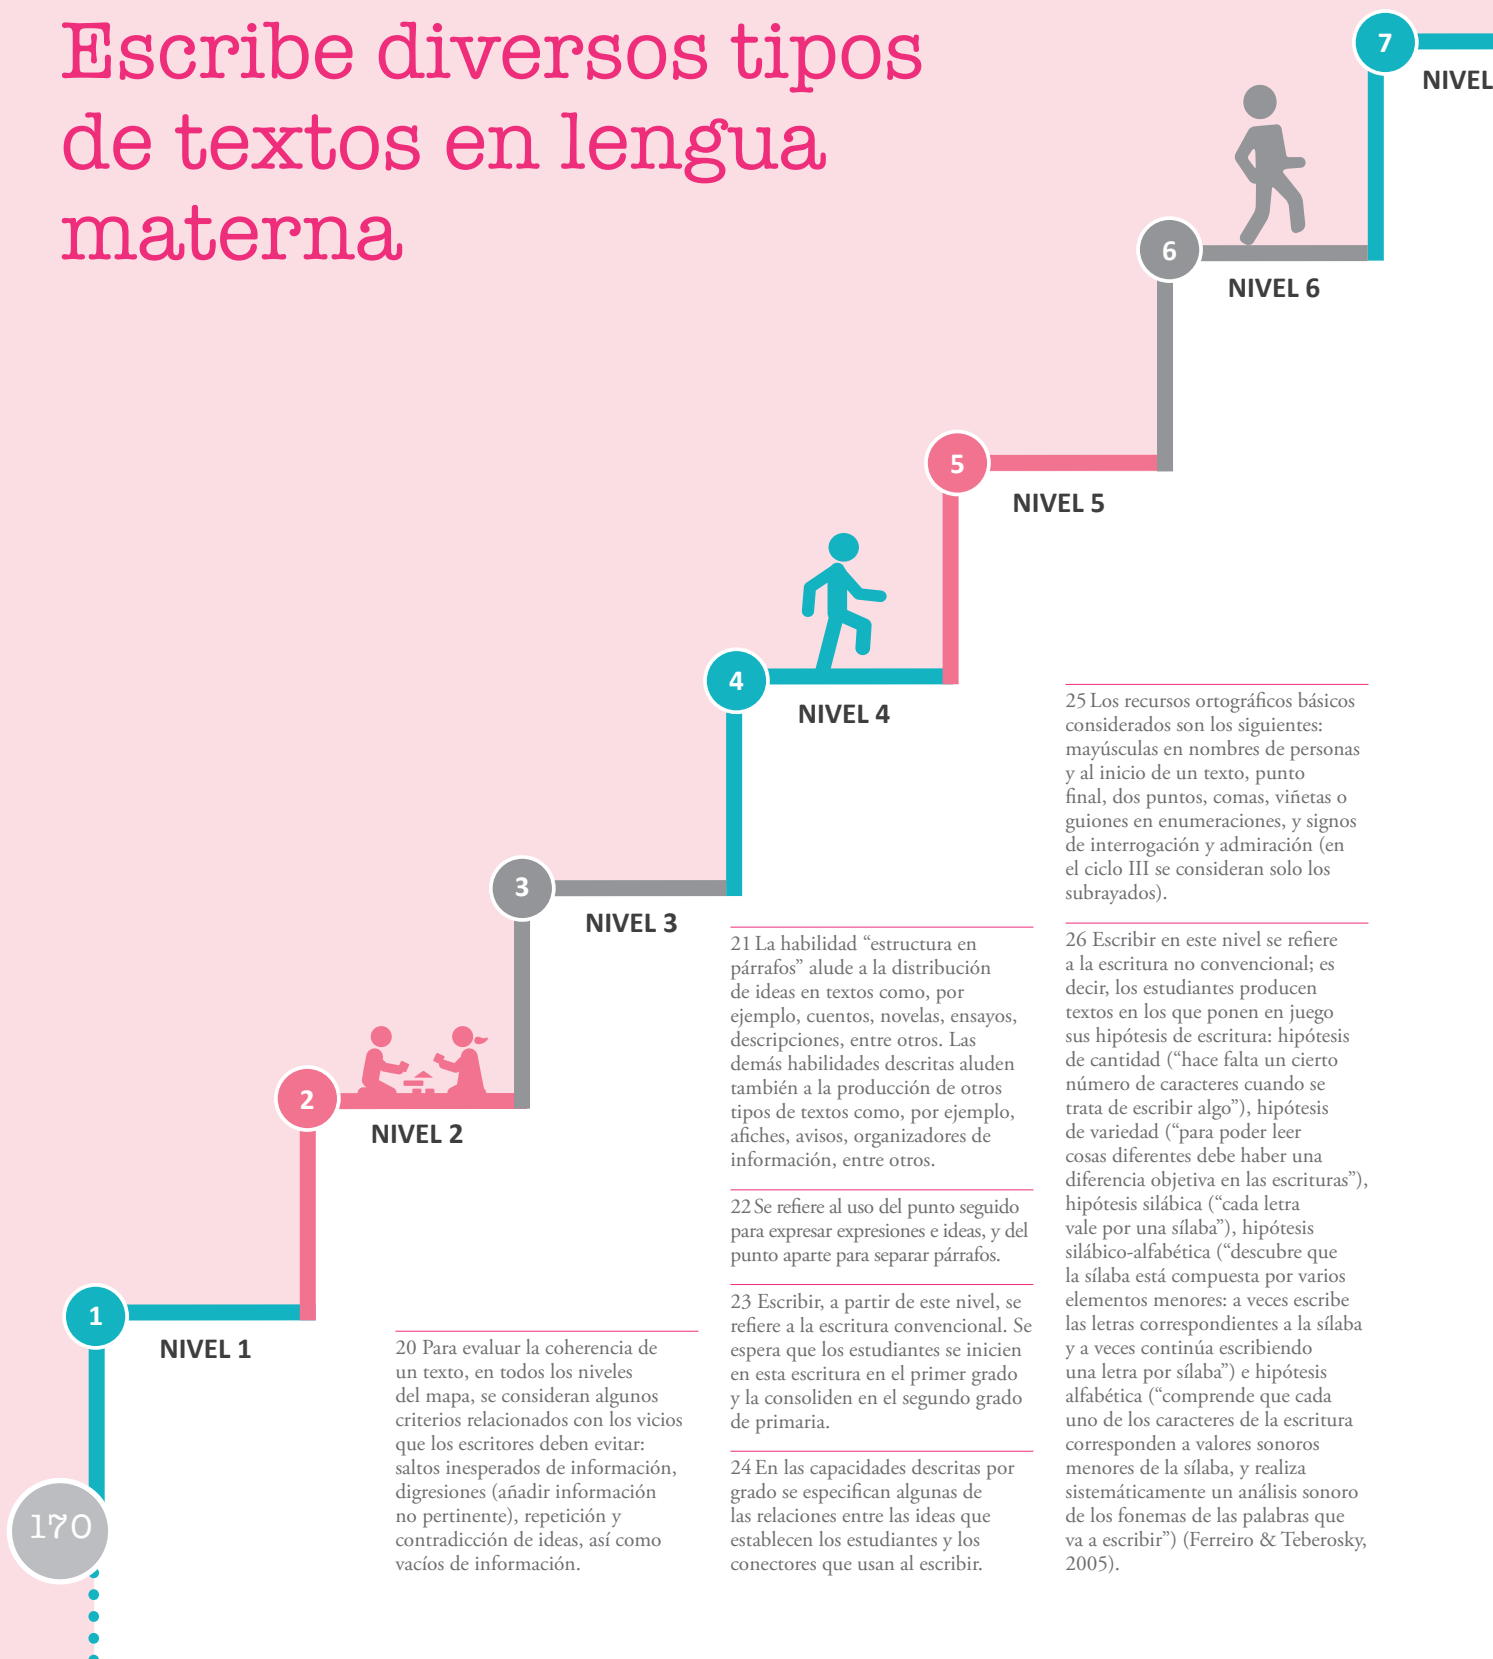 Escribe diversos tipos
de textos en lengua
materna
7
NIVEL
6
NIVEL 6
5
NIVEL 5
4
NIVEL 4
3
NIVEL 3
2
NIVEL 2
1
NIVEL 1
170
20 Para evaluar la coherencia de
un texto, en todos los niveles
del mapa, se consideran algunos
criterios relacionados con los vicios
que los escritores deben evitar:
saltos inesperados de información,
digresiones (añadir información
no pertinente), repetición y
contradicción de ideas, así como
vacíos de información.
21 La habilidad “estructura en
párrafos” alude a la distribución
de ideas en textos como, por
ejemplo, cuentos, novelas, ensayos,
descripciones, entre otros. Las
demás habilidades descritas aluden
también a la producción de otros
tipos de textos como, por ejemplo,
afiches, avisos, organizadores de
información, entre otros.
22 Se refiere al uso del punto seguido
para expresar expresiones e ideas, y del
punto aparte para separar párrafos.
23 Escribir, a partir de este nivel, se
refiere a la escritura convencional. Se
espera que los estudiantes se inicien
en esta escritura en el primer grado
y la consoliden en el segundo grado
de primaria.
24 En las capacidades descritas por
grado se especifican algunas de
las relaciones entre las ideas que
establecen los estudiantes y los
conectores que usan al escribir.
25 Los recursos ortográficos básicos
considerados son los siguientes:
mayúsculas en nombres de personas
y al inicio de un texto, punto
final, dos puntos, comas, viñetas o
guiones en enumeraciones, y signos
de interrogación y admiración (en
el ciclo III se consideran solo los
subrayados).
26 Escribir en este nivel se refiere
a la escritura no convencional; es
decir, los estudiantes producen
textos en los que ponen en juego
sus hipótesis de escritura: hipótesis
de cantidad (“hace falta un cierto
número de caracteres cuando se
trata de escribir algo”), hipótesis
de variedad (“para poder leer
cosas diferentes debe haber una
diferencia objetiva en las escrituras”),
hipótesis silábica (“cada letra
vale por una sílaba”), hipótesis
silábico-alfabética (“descubre que
la sílaba está compuesta por varios
elementos menores: a veces escribe
las letras correspondientes a la sílaba
y a veces continúa escribiendo
una letra por sílaba”) e hipótesis
alfabética (“comprende que cada
uno de los caracteres de la escritura
corresponden a valores sonoros
menores de la sílaba, y realiza
sistemáticamente un análisis sonoro
de los fonemas de las palabras que
va a escribir”) (Ferreiro & Teberosky,
2005).